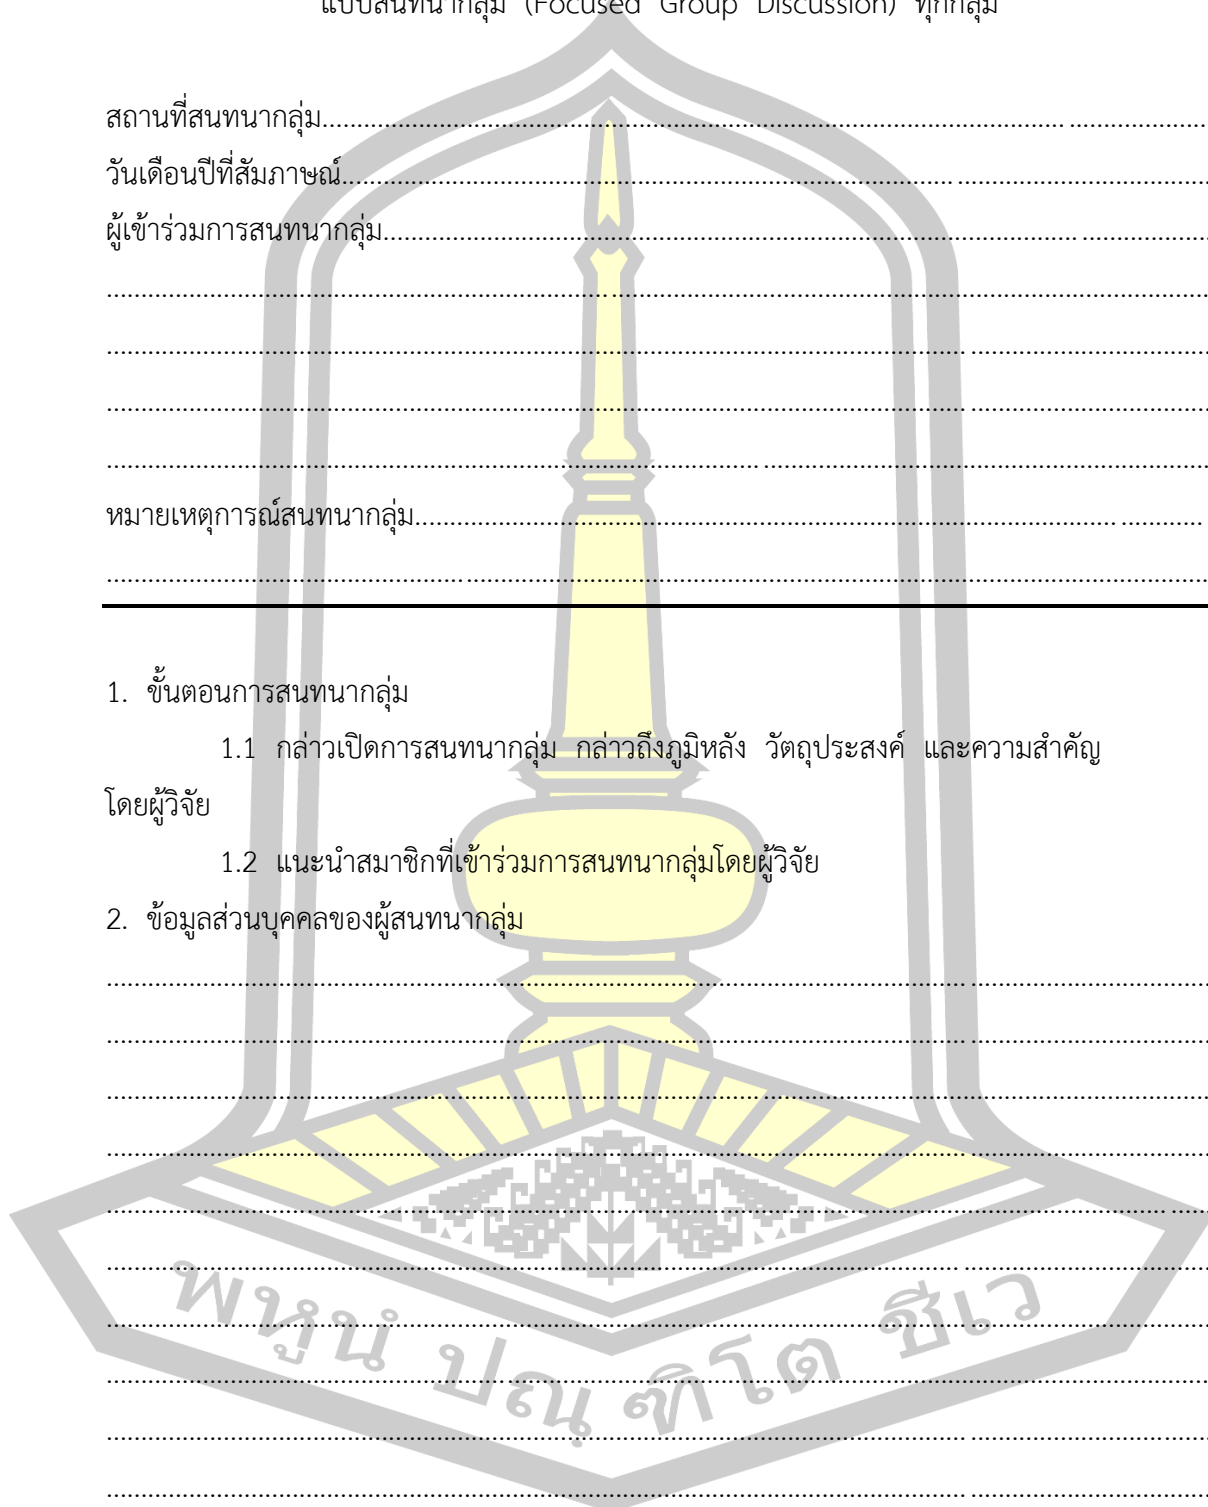 แบบสนทนากลุ่ม (Focused Group Discussion) ทุกกลุ่ม
สถานที่สนทนากลุ่ม........................................................................................................
วันเดือนปีที่สัมภาษณ์........................................................................................................
ผู้เข้าร่วมการสนทนากลุ่ม........................................................................................................
........................................................................................................
........................................................................................................
........................................................................................................
........................................................................................................
หมายเหตุการณ์สนทนากลุ่ม........................................................................................................
........................................................................................................
1. ขั้นตอนการสนทนากลุ่ม
1.1 กล่าวเปิดการสนทนากลุ่ม กล่าวถึงภูมิหลัง วัตถุประสงค์ และความสำคัญ
โดยผู้วิจัย
1.2 แนะนำสมาชิกที่เข้าร่วมการสนทนากลุ่มโดยผู้วิจัย
2. ข้อมูลส่วนบุคคลของผู้สนทนากลุ่ม
........................................................................................................
........................................................................................................
........................................................................................................
........................................................................................................
........................................................................................................
........................................................................................................
........................................................................................................
........................................................................................................
........................................................................................................
........................................................................................................
พหูนํ ปณฺฑิโต ชีเว